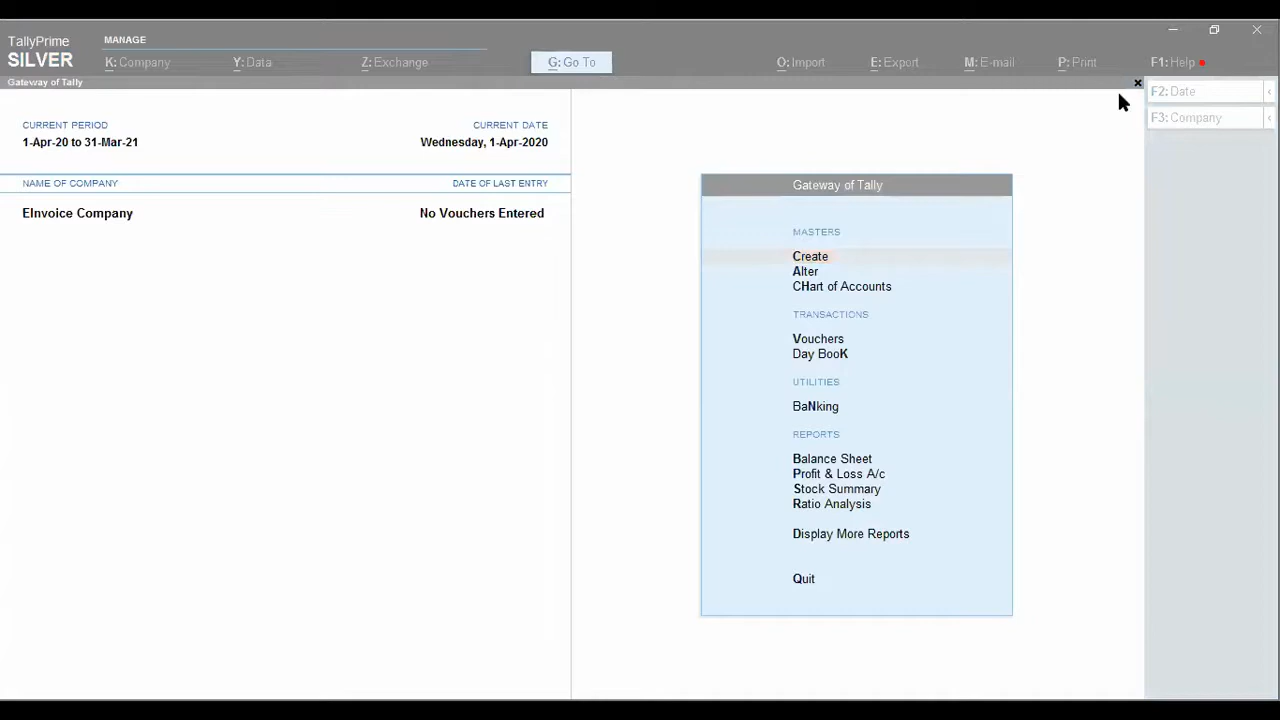 TallyPrime
SILVER
MANAGE
K: Company
Y: Data
Z: Exchange
G: Go To
O: Import
E: Export
M: E-mail
P: Print
F1: Help
Gateway of Tally
F2: Date
F3: Company
CURRENT PERIOD
CURRENT DATE
1-Apr-20 to 31-Mar-21
Wednesday, 1-Apr-2020
NAME OF COMPANY
DATE OF LAST ENTRY
EInvoice Company
No Vouchers Entered
Gateway of Tally
MASTERS
Create
Alter
CHart of Accounts
TRANSACTIONS
Vouchers
Day BooK
UTILITIES
BaNking
REPORTS
Balance Sheet
Profit & Loss A/c
Stock Summary
Ratio Analysis
Display More Reports
Quit